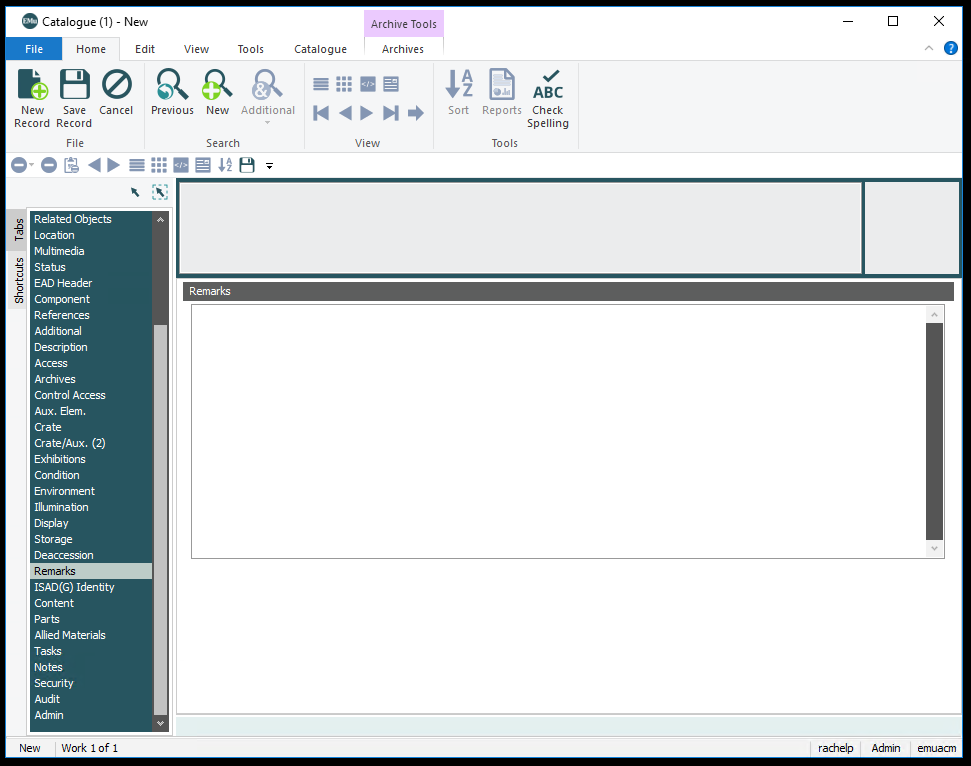 EMu Catalogue (1) - New
Archive Tools
File Home Edit View Tools Catalogue Archives
?
New Record
Save Record
Cancel
Previous
New
&
Additional
</>
A Z
Sort
Reports
ABC
Check Spelling
File Search View Tools
</>
A Z
Tabs
Shortcuts
Related Objects
Location
Multimedia
Status
EAD Header
Component
References
Additional
Description
Access
Archives
Control Access
Aux. Elem.
Crate
Crate/Aux. (2)
Exhibitions
Condition
Environment
Illumination
Display
Storage
Deaccession
Remarks
ISAD(G) Identity
Content
Parts
Allied Materials
Tasks
Notes
Security
Audit
Admin
Remarks
New Work 1 of 1 rachelp Admin emuacm